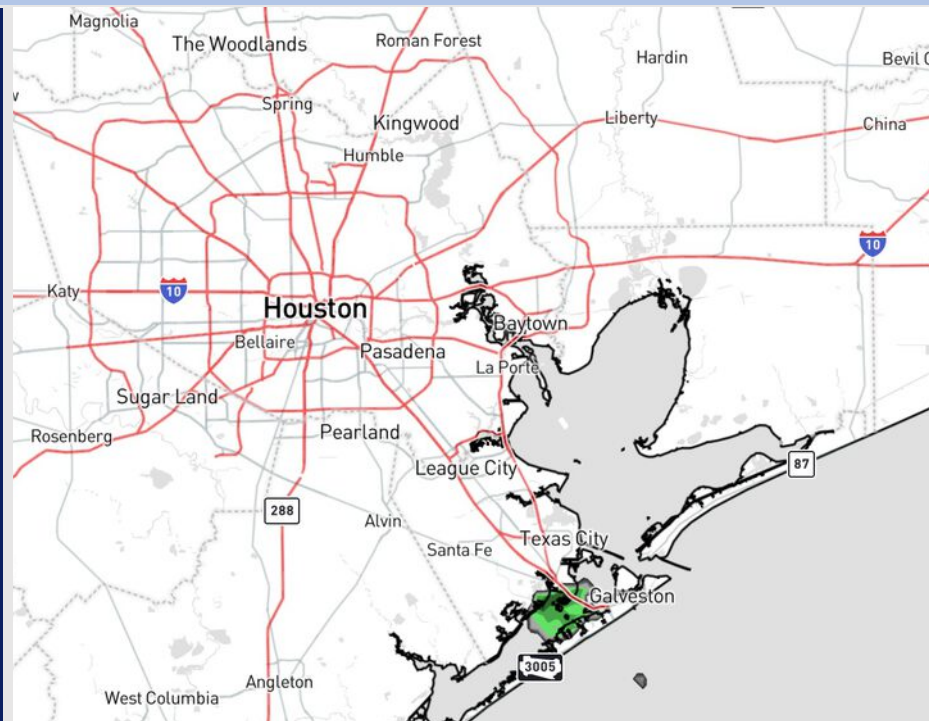 Magnolia
The Woodlands
Roman Forest
Hardin
Spring
Kingwood
Liberty
China
Humble
10
Katy
10
Houston
Baytown
Bellaire
Pasadena
La Porte
Sugar Land
Rosenberg
Pearland
League City
87
288
Alvin
Texas City
Santa Fe
Galveston
3005
Angleton
West Columbia